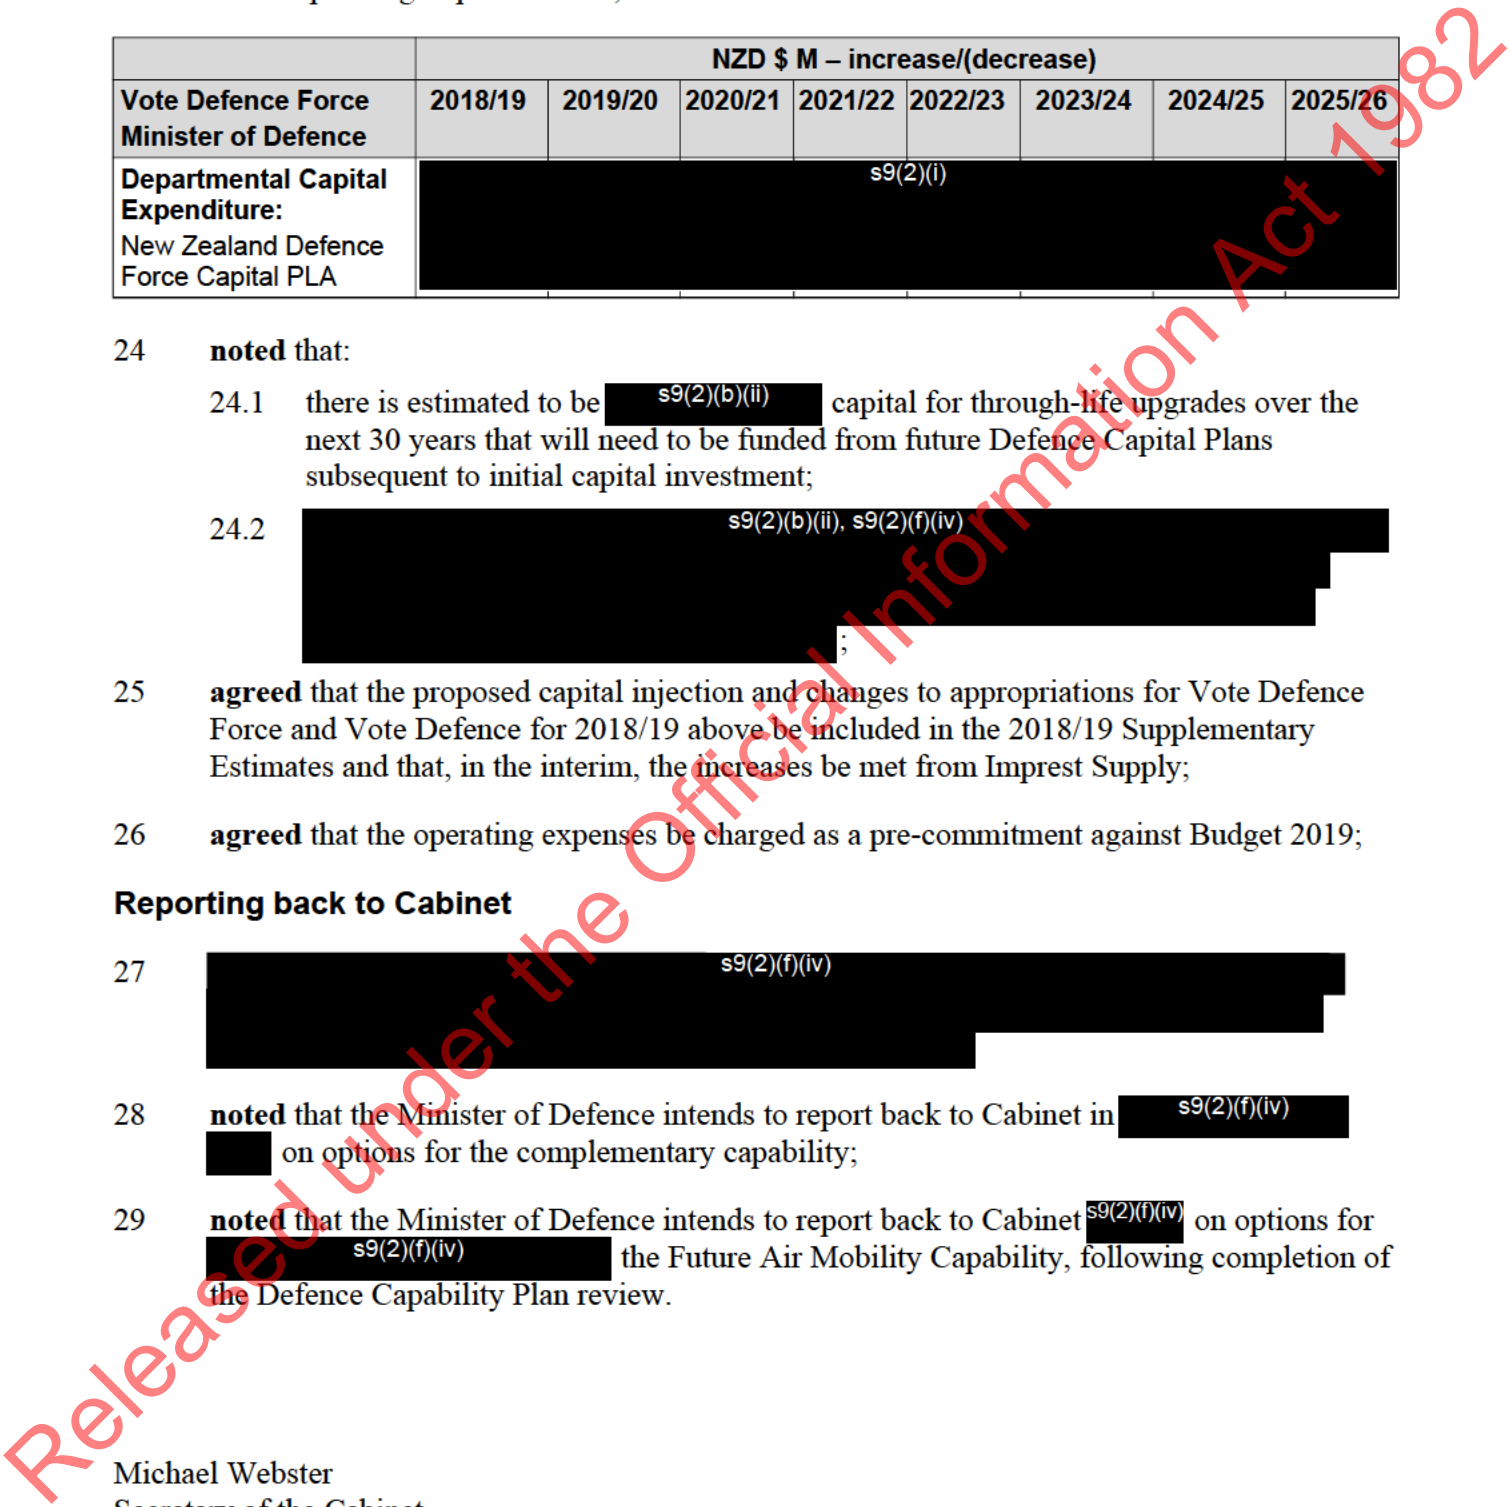 NZD $ M – increase/(decrease)
Vote Defence Force 2018/19 2019/20 2020/21 2021/22 2022/23 2023/24 2024/25 2025/26
Minister of Defence
Departmental Capital s9(2)(i)
Expenditure:
New Zealand Defence
Force Capital PLA
24 noted that:
24.1 there is estimated to be s9(2)(b)(ii) capital for through-life upgrades over the
next 30 years that will need to be funded from future Defence Capital Plans
subsequent to initial capital investment;
24.2 s9(2)(b)(ii), s9(2)(f)(iv)
;
25 agreed that the proposed capital injection and changes to appropriations for Vote Defence
Force and Vote Defence for 2018/19 above be included in the 2018/19 Supplementary
Estimates and that, in the interim, the increases be met from Imprest Supply;
26 agreed that the operating expenses be charged as a pre-commitment against Budget 2019;
Reporting back to Cabinet
27 s9(2)(f)(iv)
28 noted that the Minister of Defence intends to report back to Cabinet in s9(2)(f)(iv)
on options for the complementary capability;
29 noted that the Minister of Defence intends to report back to Cabinet s9(2)(f)(iv) on options for
s9(2)(f)(iv) the Future Air Mobility Capability, following completion of
the Defence Capability Plan review.
Michael Webster
Secretary of the Cabinet
Released under the Official Information Act 1982